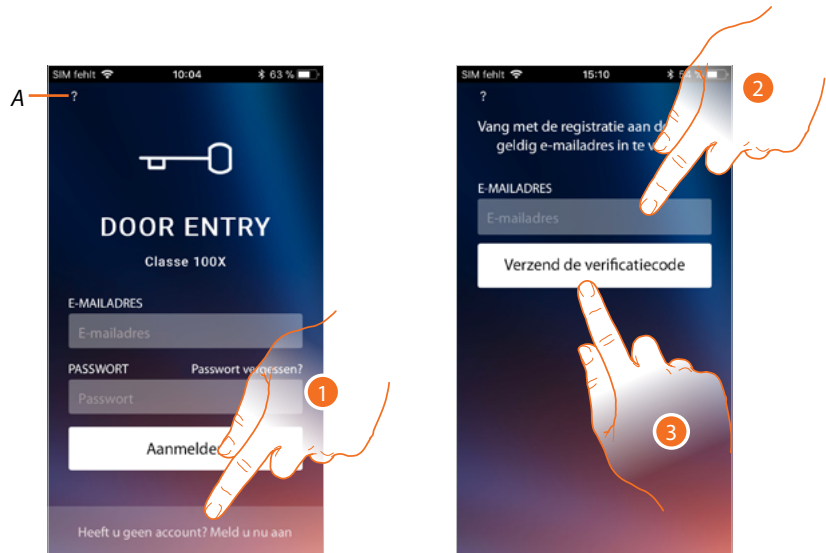 SIM fehlt 10:04 63 %
A
?
DOOR ENTRY
Classe 100X
E-MAILADRES
E-mailadres
PASSWORT Passwort vergessen?
Passwort
Aanmelden
1
Heeft u geen account? Meld u nu aan
SIM fehlt 15:10
2
?
Vang met de registratie aan
geldig e-mailadres in te
E-MAILADRES
E-mailadres
Verzend de verificatiecode
3